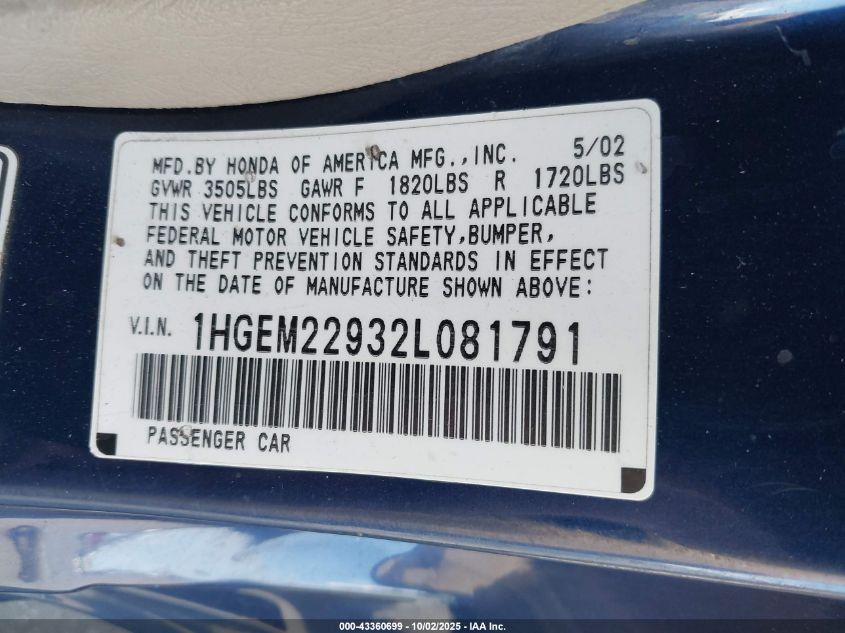 MFD.BY HONDA OF AMERICA MFG.,INC. 5/02
GVWR 3505LBS GAWR F 1820LBS R 1720LBS
THIS VEHICLE CONFORMS TO ALL APPLICABLE
FEDERAL MOTOR VEHICLE SAFETY,BUMPER,
AND THEFT PREVENTION STANDARDS IN EFFECT
ON THE DATE OF MANUFACTURE SHOWN ABOVE:
V.I.N. 1HGEM22932L081791
PASSENGER CAR
000-43360699 - 10/02/2025 - IAA Inc.